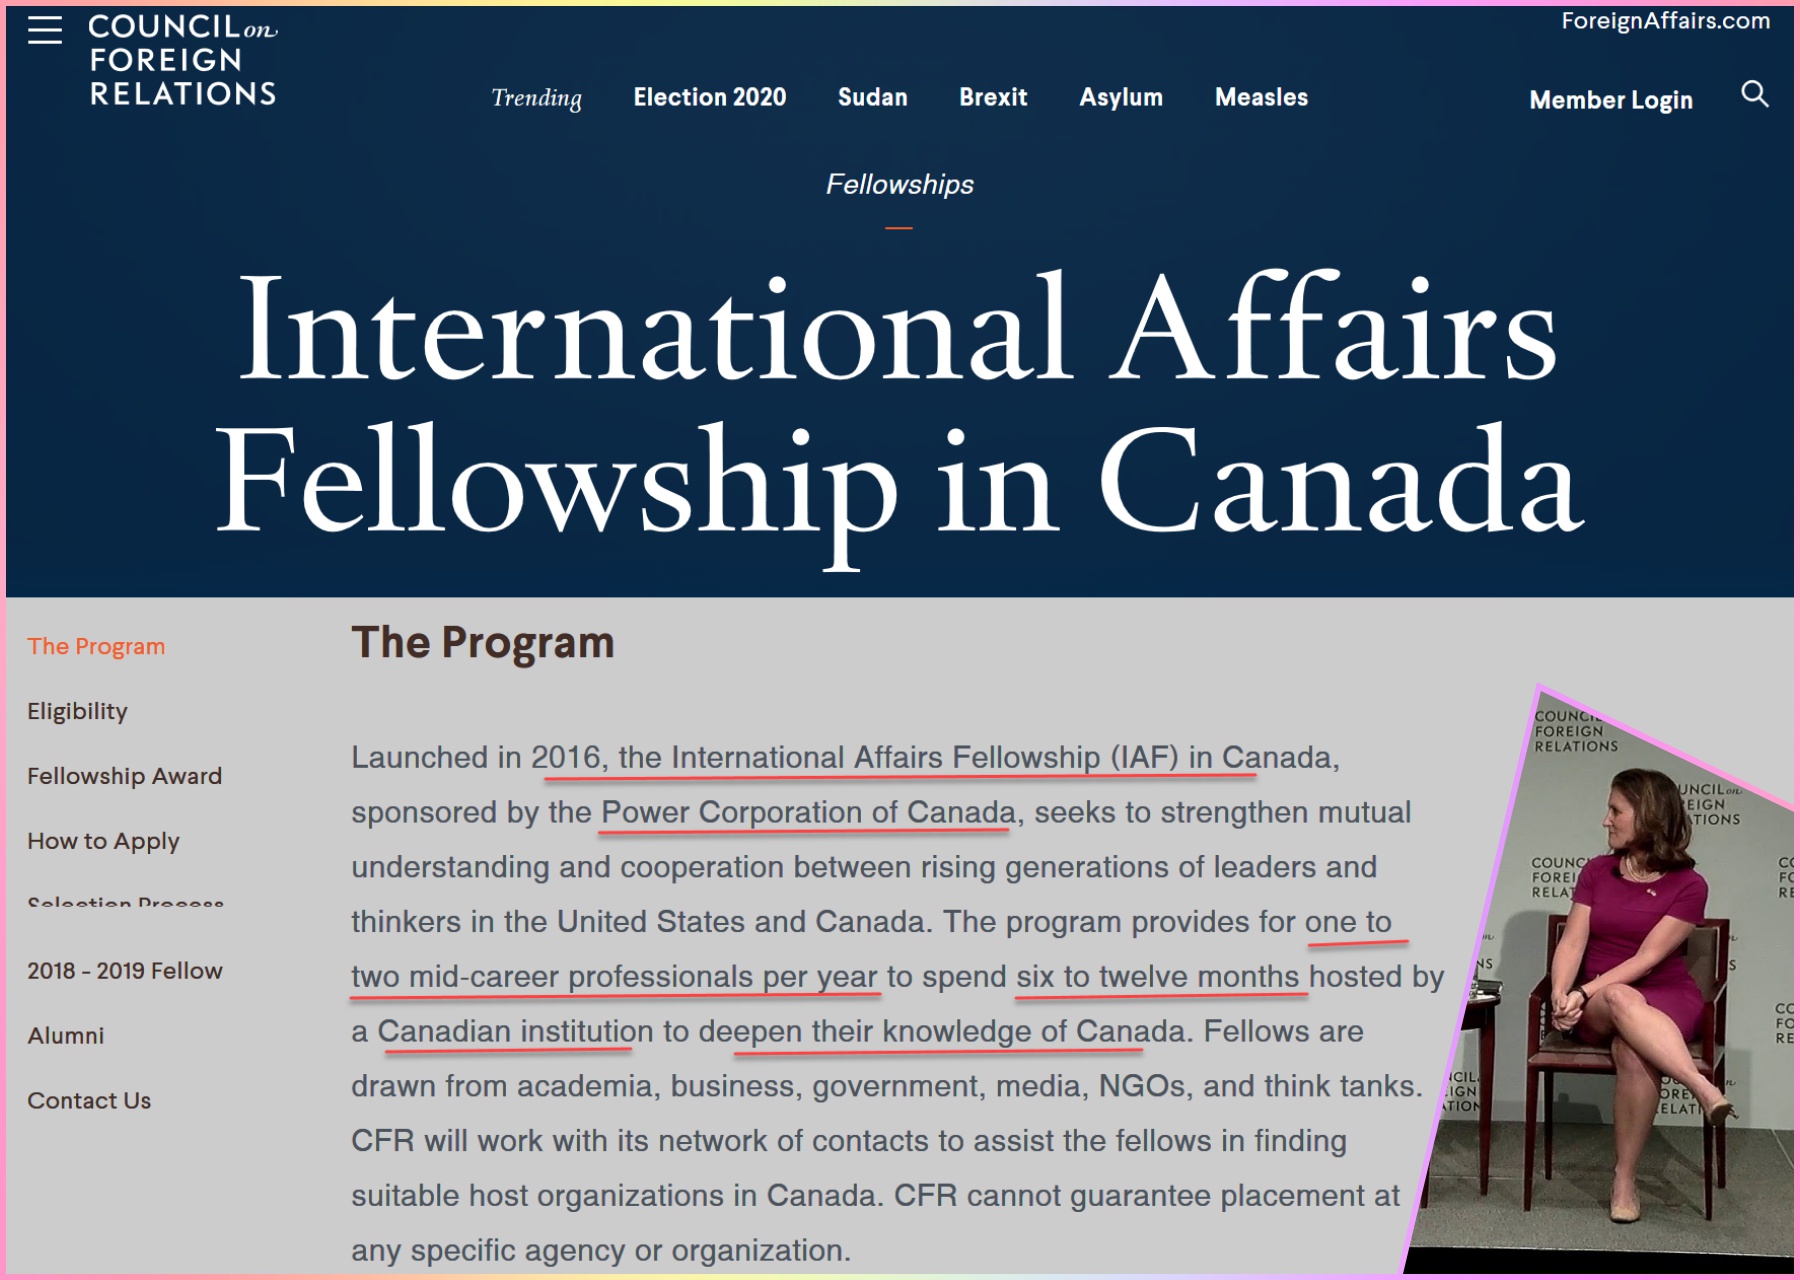 COUNCIL on
FOREIGN
RELATIONS
ForeignAffairs.com
Trending Election 2020 Sudan Brexit Asylum Measles
Member Login
Fellowships
International Affairs
Fellowship in Canada
The Program
Eligibility
Fellowship Award
How to Apply
Selection Process
2018 - 2019 Fellow
Alumni
Contact Us
The Program
Launched in 2016, the International Affairs Fellowship (IAF) in Canada,
sponsored by the Power Corporation of Canada, seeks to strengthen mutual
understanding and cooperation between rising generations of leaders and
thinkers in the United States and Canada. The program provides for one to
two mid-career professionals per year to spend six to twelve months hosted by
a Canadian institution to deepen their knowledge of Canada. Fellows are
drawn from academia, business, government, media, NGOs, and think tanks.
CFR will work with its network of contacts to assist the fellows in finding
suitable host organizations in Canada. CFR cannot guarantee placement at
any specific agency or organization.
COUNCIL
FOREIGN
RELATIONS